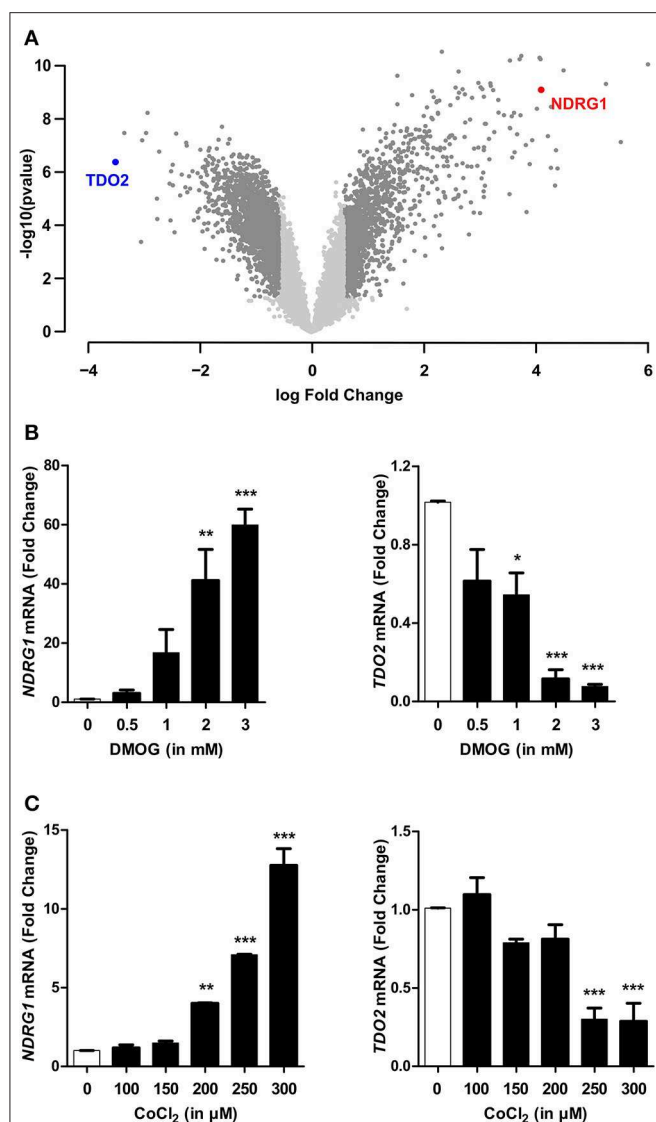 A
10
8
6
4
2
0
-log10(pvalue)
NDRG1
TDO2
−4 −2 0 2 4 6
log Fold Change
B
80
60
40
20
0
NDRG1 mRNA (Fold Change)
** ***
0 0.5 1 2 3
DMOG (in mM)
1.2
0.8
0.4
0.0
TDO2 mRNA (Fold Change)
* *** ***
0 0.5 1 2 3
DMOG (in mM)
C
15
10
5
0
NDRG1 mRNA (Fold Change)
** *** ***
0 100 150 200 250 300
CoCl₂ (in µM)
1.5
1.0
0.5
0.0
TDO2 mRNA (Fold Change)
*** ***
0 100 150 200 250 300
CoCl₂ (in µM)